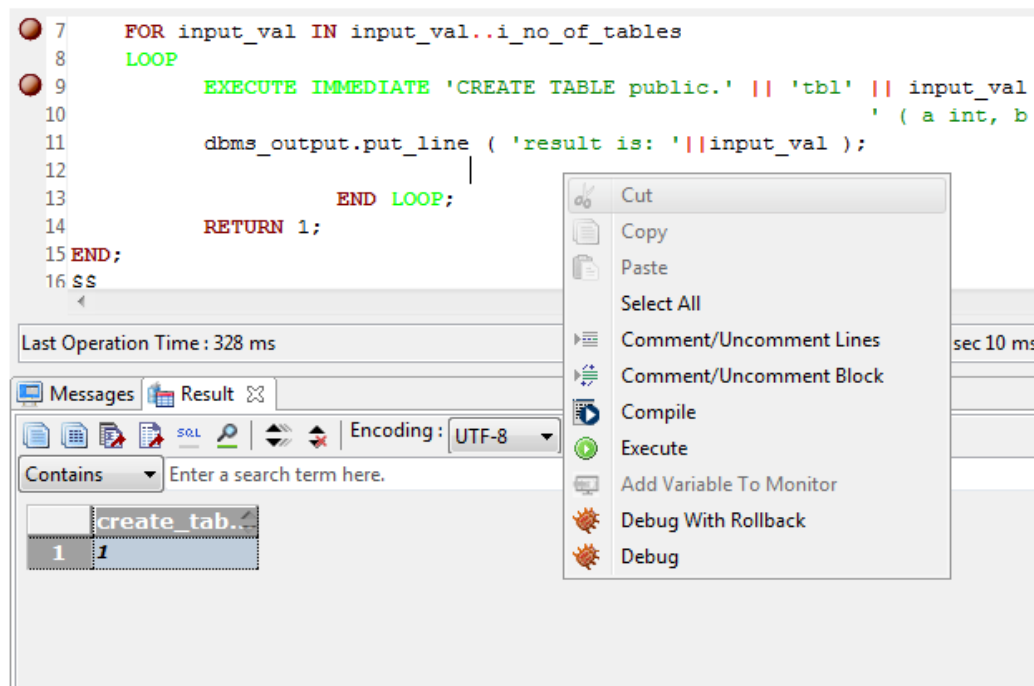 7 FOR input_val IN input_val..i_no_of_tables
8 LOOP
9 EXECUTE IMMEDIATE 'CREATE TABLE public.' || 'tbl' || input_val
10 ' ( a int, b
11 dbms_output.put_line ( 'result is: '||input_val );
12
13 END LOOP;
14 RETURN 1;
15 END;
16 $$
Cut
Copy
Paste
Select All
Comment/Uncomment Lines
Comment/Uncomment Block
Compile
Execute
Add Variable To Monitor
Debug With Rollback
Debug
Last Operation Time : 328 ms
sec 10 ms
Messages Result
SQL Encoding : UTF-8
Contains Enter a search term here.
create_tab..
1 1